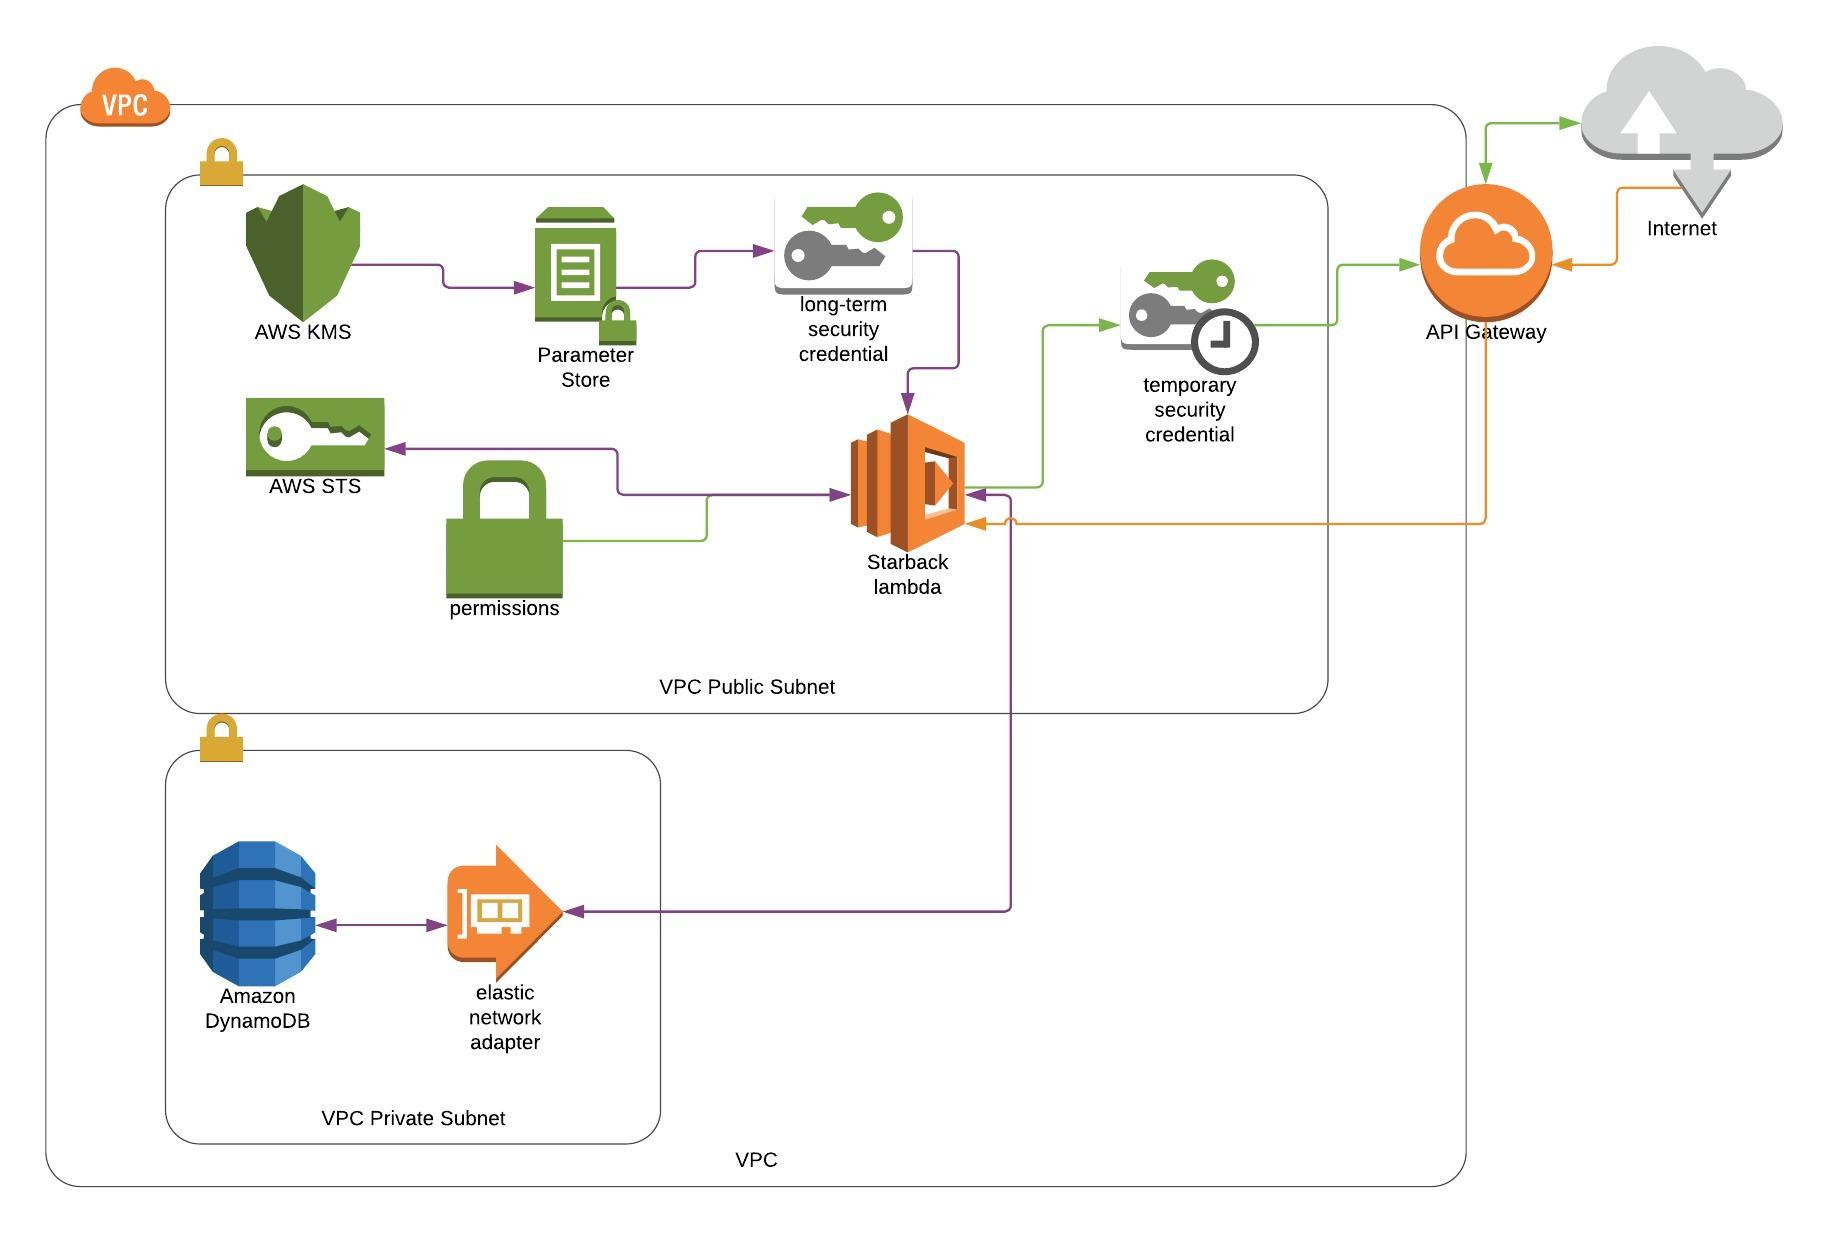 VPC
Internet
AWS KMS
Parameter
Store
long-term
security
credential
API Gateway
temporary
security
credential
AWS STS
permissions
Starback
lambda
VPC Public Subnet
Amazon
DynamoDB
elastic
network
adapter
VPC Private Subnet
VPC